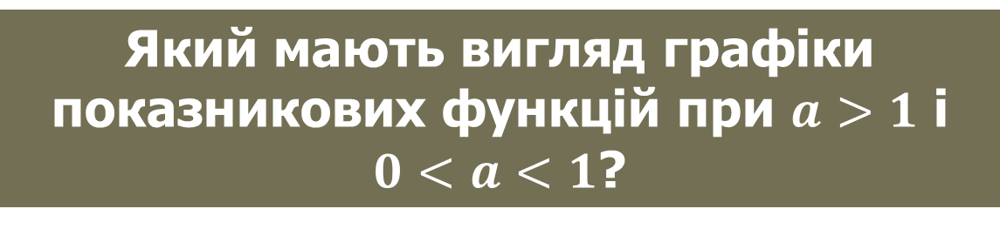 Який мають вигляд графіки
показникових функцій при a > 1 і
0 < a < 1?